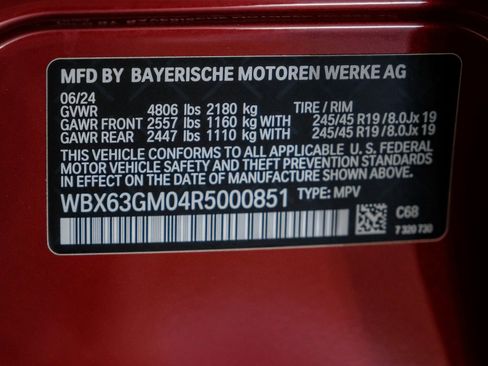 MFD BY BAYERISCHE MOTOREN WERKE AG
06/24
GVWR 4806 lbs 2180 kg TIRE / RIM
GAWR FRONT 2557 lbs 1160 kg WITH 245/45 R19 / 8.0Jx 19
GAWR REAR 2447 lbs 1110 kg WITH 245/45 R19 / 8.0Jx 19
THIS VEHICLE CONFORMS TO ALL APPLICABLE U. S. FEDERAL
MOTOR VEHICLE SAFETY, BUMPER, AND THEFT PREVENTION STANDARDS
IN EFFECT ON THE DATE OF MANUFACTURE SHOWN ABOVE.
WBX63GM04R5000851 TYPE: MPV
C68
7 320 730